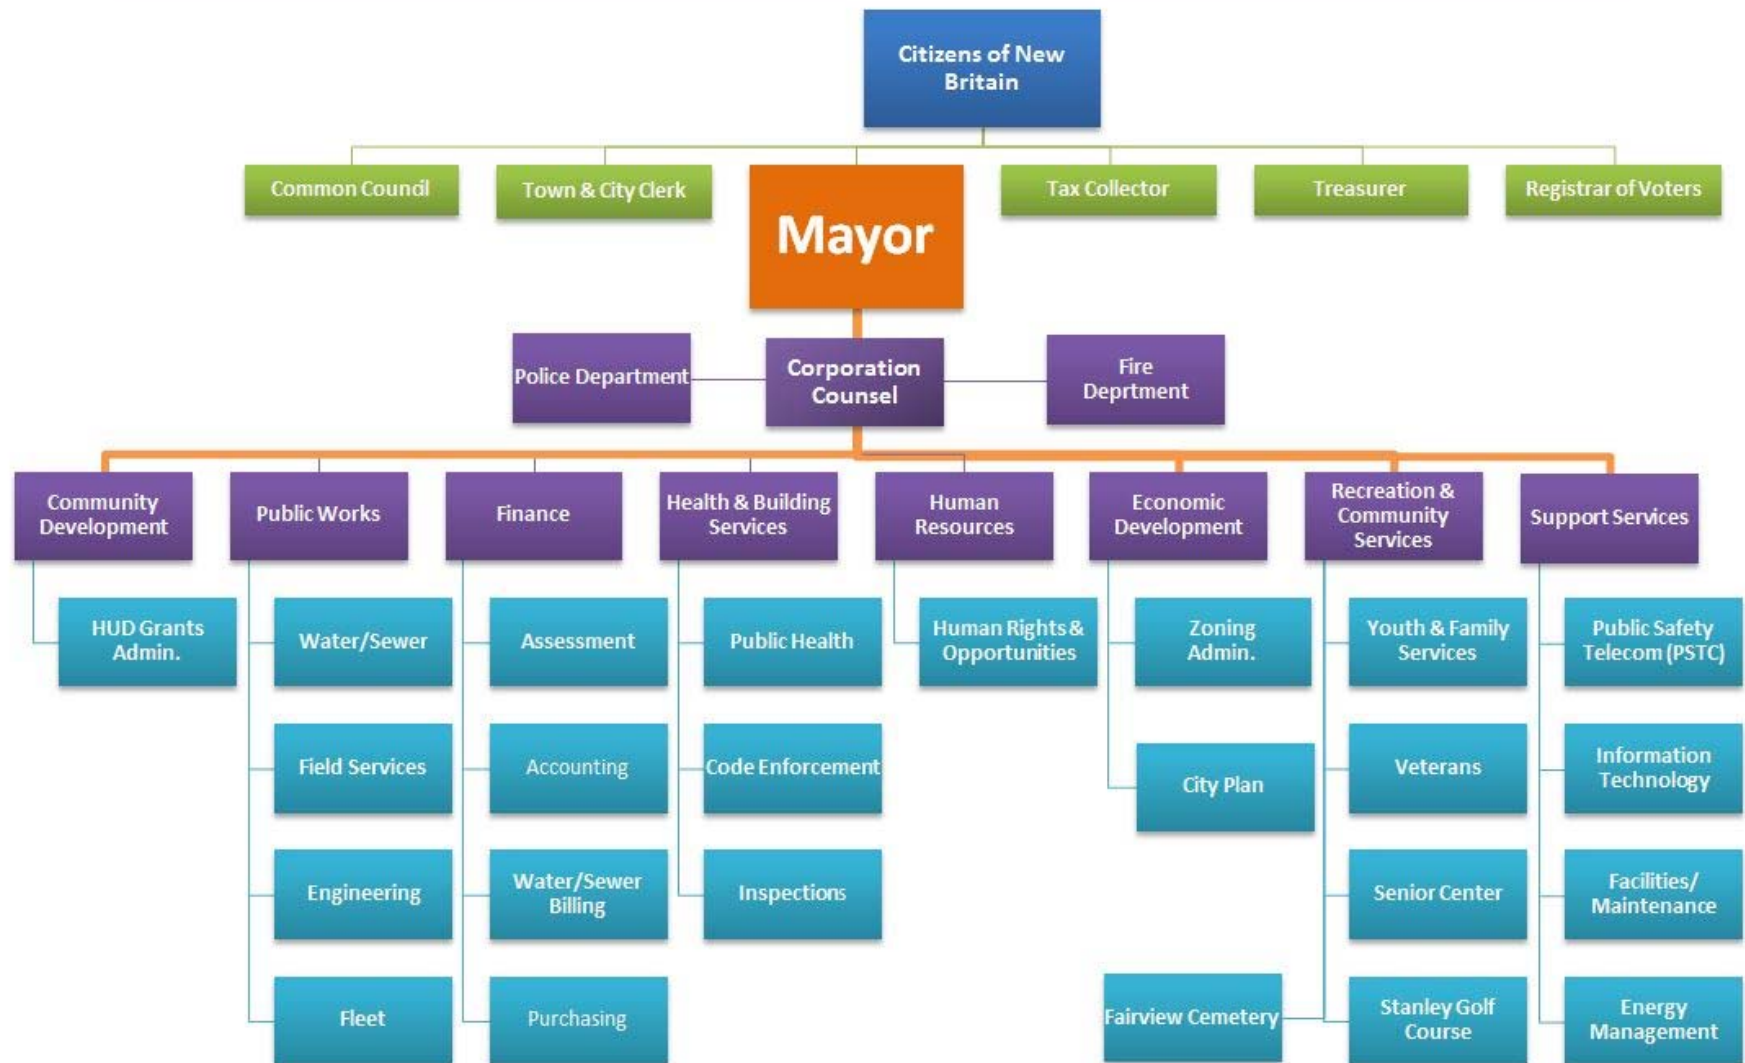 Citizens of New
Britain
Common Council
Town & City Clerk
Mayor
Tax Collector
Treasurer
Registrar of Voters
Police Department
Corporation
Counsel
Fire
Deprtment
Community
Development
Public Works
Finance
Health & Building
Services
Human
Resources
Economic
Development
Recreation &
Community
Services
Support Services
HUD Grants
Admin.
Water/Sewer
Assessment
Public Health
Human Rights &
Opportunities
Zoning
Admin.
Youth & Family
Services
Public Safety
Telecom (PSTC)
Field Services
Accounting
Code Enforcement
City Plan
Veterans
Information
Technology
Engineering
Water/Sewer
Billing
Inspections
Senior Center
Facilities/
Maintenance
Fleet
Purchasing
Fairview Cemetery
Stanley Golf
Course
Energy
Management